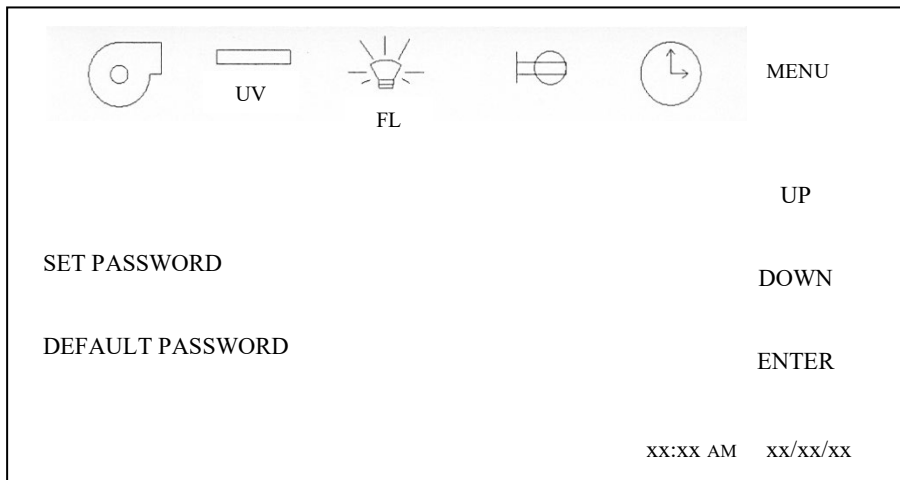 MENU
UV
FL
UP
SET PASSWORD
DOWN
DEFAULT PASSWORD
ENTER
xx:xx AM xx/xx/xx